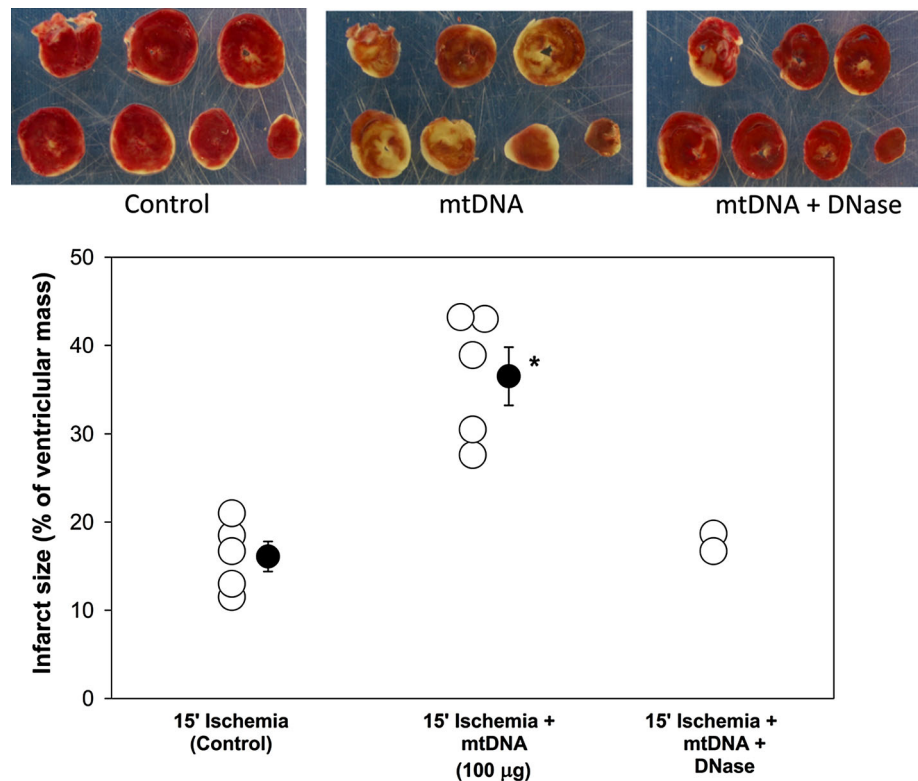 Control
mtDNA
mtDNA + DNase
Infarct size (% of ventriclular mass)
50
40
30
20
10
0
*
15' Ischemia
(Control)
15' Ischemia +
mtDNA
(100 µg)
15' Ischemia +
mtDNA +
DNase